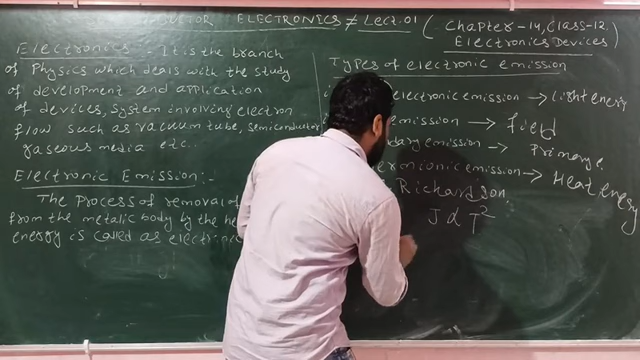 ELECTRONICS ≠ Lect. 01 (Chapter-14, Class-12
Electronics Devices
Electronics :- It is the branch
of Physics which deals with the study
of development and application
of devices, system involving electron
flow such as vacuum tube, semiconductor
gaseous media etc..
Electronic Emission :-
The Process of removal of
from the metalic body by the he
energy is called as electronic
Types of electronic emission
electronic emission → Light energy
emission → field
emission → Primary
ermionic emission → Heat energy
Richardson
J α T²